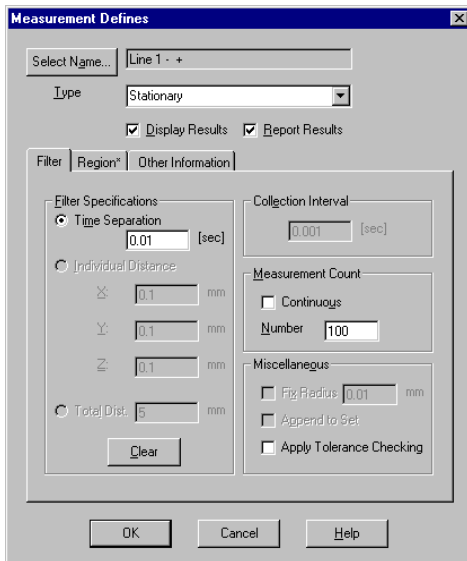 Measurement Defines
Select Name... Line 1 - +
Type Stationary
Display Results Report Results
Filter Region* Other Information
Filter Specifications
Time Separation
0.01 [sec]
Individual Distance
X: 0.1 mm
Y: 0.1 mm
Z: 0.1 mm
Total Dist. 5 mm
Clear
Collection Interval
0.001 [sec]
Measurement Count
Continuous
Number 100
Miscellaneous
Fix Radius 0.01 mm
Append to Set
Apply Tolerance Checking
OK Cancel Help